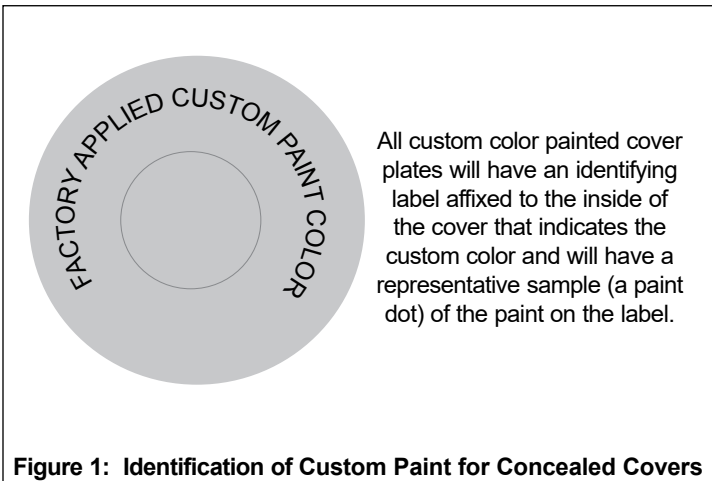 FACTORY APPLIED CUSTOM PAINT COLOR
All custom color painted cover
plates will have an identifying
label affixed to the inside of
the cover that indicates the
custom color and will have a
representative sample (a paint
dot) of the paint on the label.
Figure 1: Identification of Custom Paint for Concealed Covers